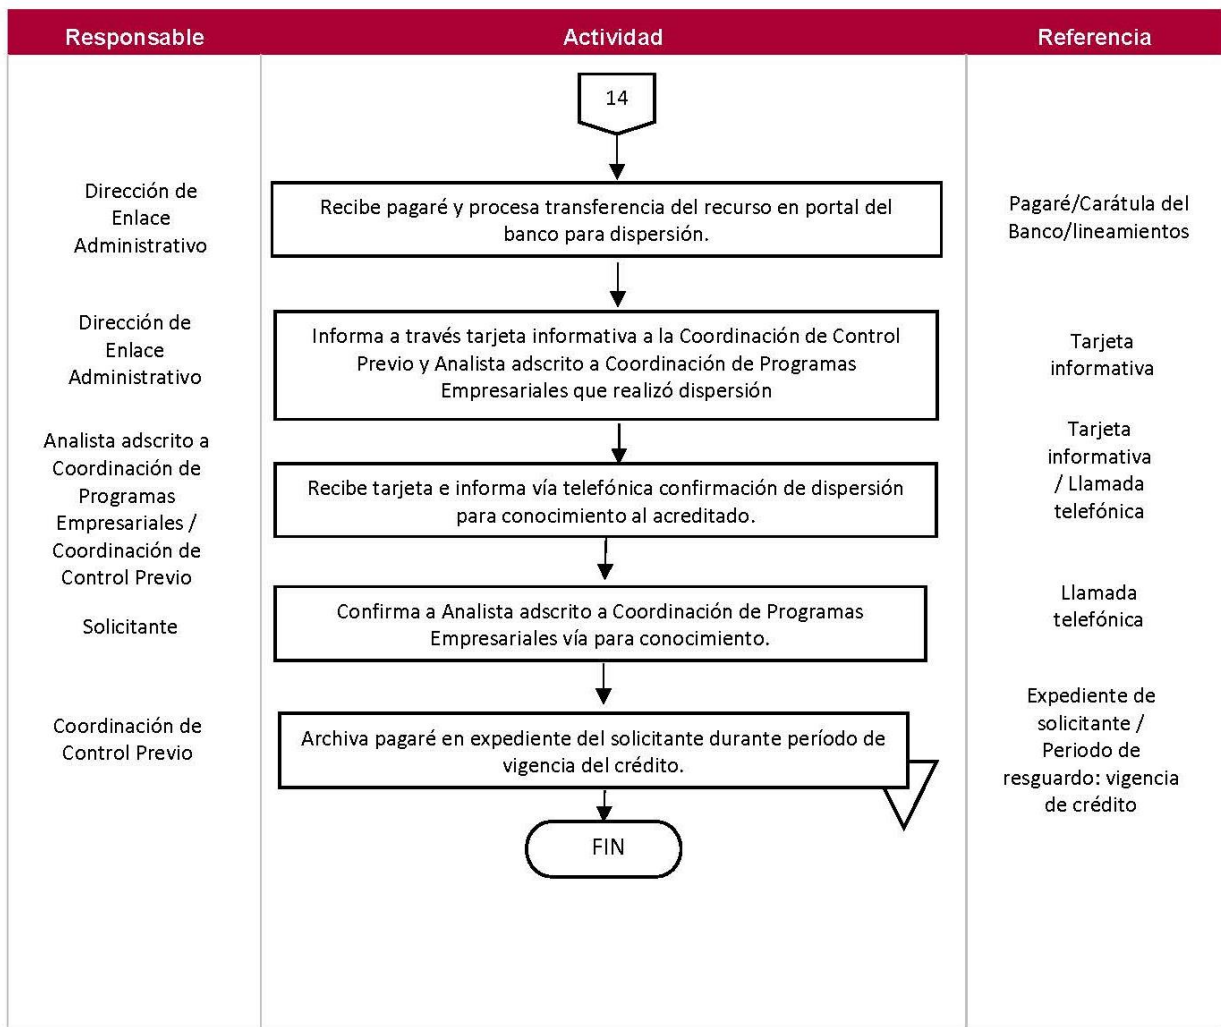 Responsable
Actividad
Referencia
14
Dirección de
Enlace
Administrativo
Recibe pagaré y procesa transferencia del recurso en portal del
banco para dispersión.
Pagaré/Carátula del
Banco/lineamientos
Dirección de
Enlace
Administrativo
Informa a través tarjeta informativa a la Coordinación de Control
Previo y Analista adscrito a Coordinación de Programas
Empresariales que realizó dispersión
Tarjeta
informativa
Analista adscrito a
Coordinación de
Programas
Empresariales /
Coordinación de
Control Previo
Recibe tarjeta e informa vía telefónica confirmación de dispersión
para conocimiento al acreditado.
Tarjeta
informativa
/ Llamada
telefónica
Solicitante
Confirma a Analista adscrito a Coordinación de Programas
Empresariales vía para conocimiento.
Llamada
telefónica
Coordinación de
Control Previo
Archiva pagaré en expediente del solicitante durante período de
vigencia del crédito.
Expediente de
solicitante /
Periodo de
resguardo: vigencia
de crédito
FIN